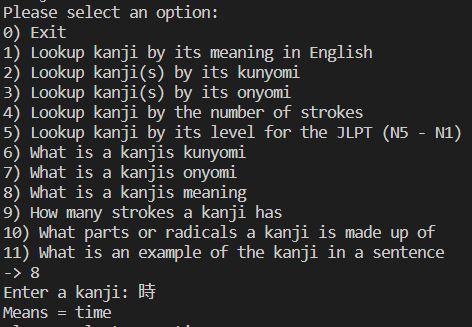 Please select an option:
0) Exit
1) Lookup kanji by its meaning in English
2) Lookup kanji(s) by its kunyomi
3) Lookup kanji(s) by its onyomi
4) Lookup kanji by the number of strokes
5) Lookup kanji by its level for the JLPT (N5 - N1)
6) What is a kanjis kunyomi
7) What is a kanjis onyomi
8) What is a kanjis meaning
9) How many strokes a kanji has
10) What parts or radicals a kanji is made up of
11) What is an example of the kanji in a sentence
-> 8
Enter a kanji: 時
Means = time